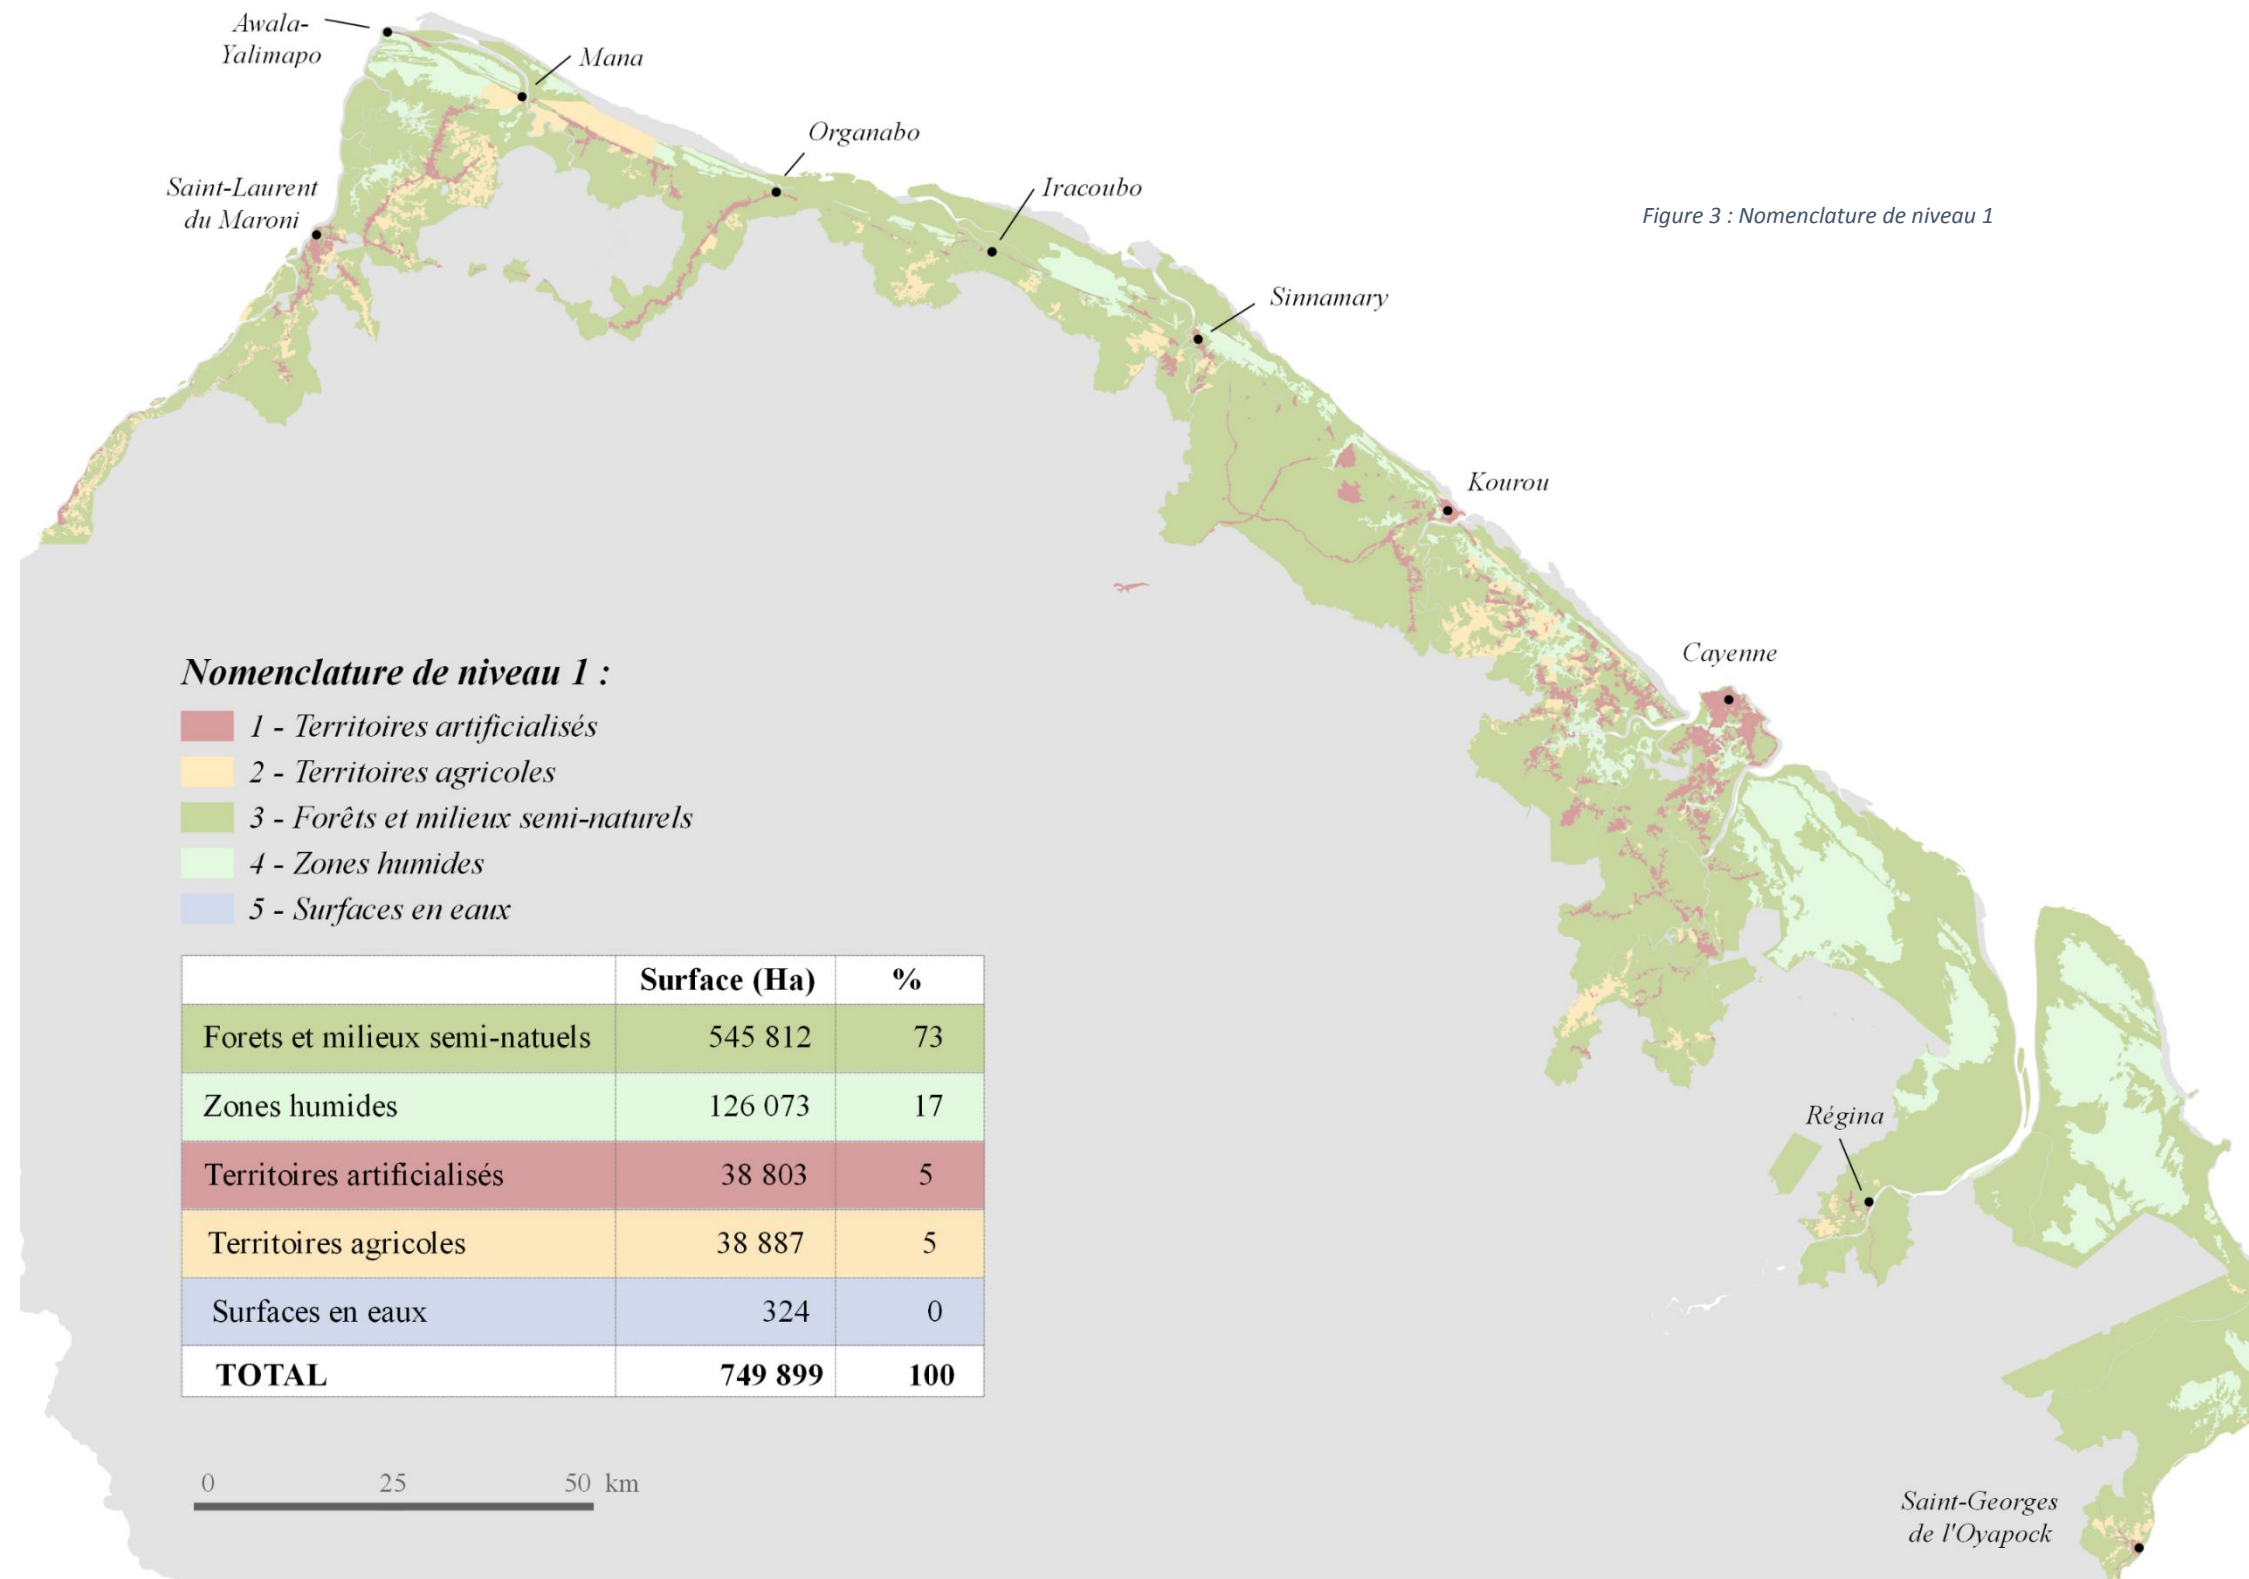 Awala-
Yalimapo
Mana
Organabo
Saint-Laurent
du Maroni
Iracoubo
Figure 3 : Nomenclature de niveau 1
Sinnamary
Kourou
Cayenne
Nomenclature de niveau 1 :
1 - Territoires artificialisés
2 - Territoires agricoles
3 - Forêts et milieux semi-naturels
4 - Zones humides
5 - Surfaces en eaux
Surface (Ha) %
Forets et milieux semi-natuels 545 812 73
Zones humides 126 073 17
Territoires artificialisés 38 803 5
Territoires agricoles 38 887 5
Surfaces en eaux 324 0
TOTAL 749 899 100
Régina
0 25 50 km
Saint-Georges
de l'Oyapock